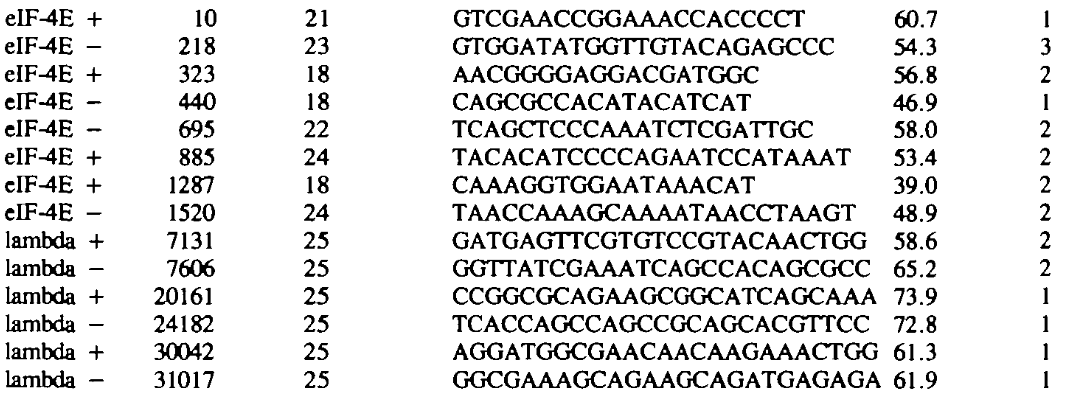 eIF-4E + 10 21 GTCGAACCGGAAACCACCCCT 60.7 1
eIF-4E − 218 23 GTGGATATGGTTGTACAGAGCCC 54.3 3
eIF-4E + 323 18 AACGGGGAGGACGATGGC 56.8 2
eIF-4E − 440 18 CAGCGCCACATACATCAT 46.9 1
eIF-4E − 695 22 TCAGCTCCCAAATCTCGATTGC 58.0 2
eIF-4E + 885 24 TACACATCCCCAGAATCCATAAAT 53.4 2
eIF-4E + 1287 18 CAAAGGTGGAATAAACAT 39.0 2
eIF-4E − 1520 24 TAACCAAAGCAAAATAACCTAAGT 48.9 2
lambda + 7131 25 GATGAGTTCGTGTCCGTACAACTGG 58.6 2
lambda − 7606 25 GGTTATCGAAATCAGCCACAGCGCC 65.2 2
lambda + 20161 25 CCGGCGCAGAAGCGGCATCAGCAAA 73.9 1
lambda − 24182 25 TCACCAGCCAGCCGCAGCACGTTCC 72.8 1
lambda + 30042 25 AGGATGGCGAACAACAAGAAACTGG 61.3 1
lambda − 31017 25 GGCGAAAGCAGAAGCAGATGAGAGA 61.9 1